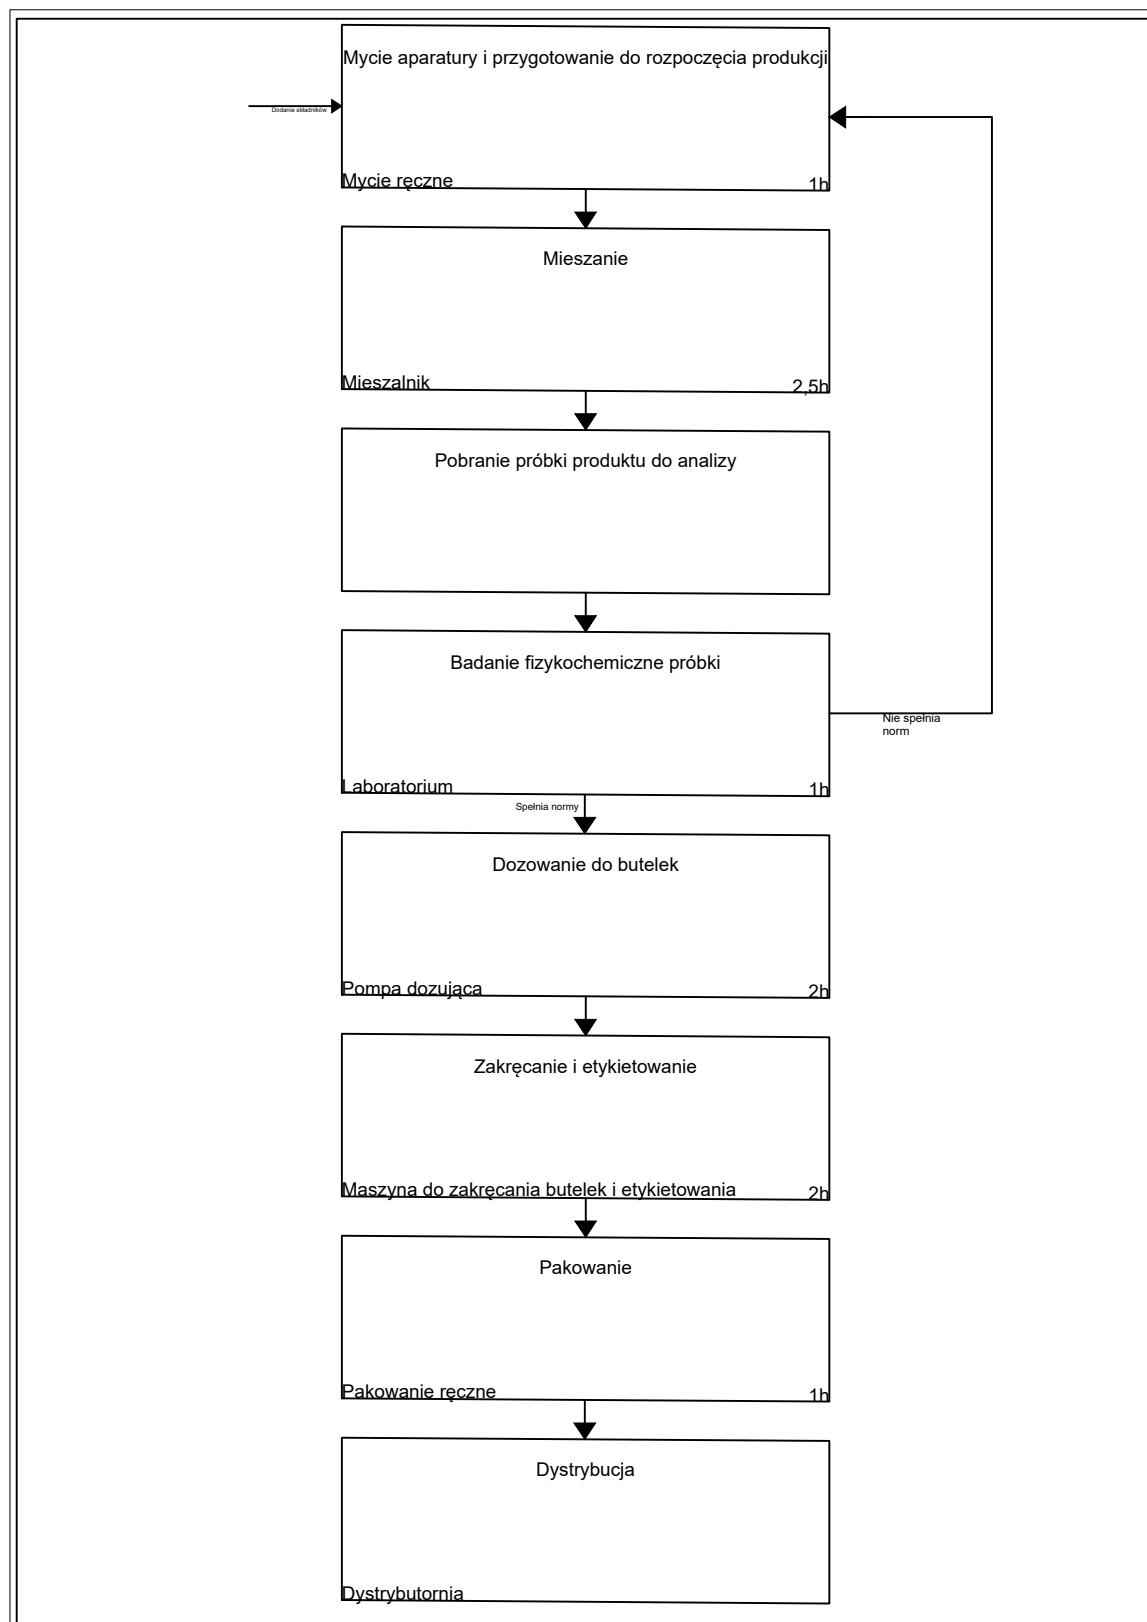 Mycie aparatury i przygotowanie do rozpoczęcia produkcji
Dodanie składników
Mycie ręczne
1h
Mieszanie
Mieszalnik
2,5h
Pobranie próbki produktu do analizy
Badanie fizykochemiczne próbki
Nie spełnia
norm
Laboratorium
1h
Spełnia normy
Dozowanie do butelek
Pompa dozująca
2h
Zakręcanie i etykietowanie
Maszyna do zakręcania butelek i etykietowania
2h
Pakowanie
Pakowanie ręczne
1h
Dystrybucja
Dystrybutornia